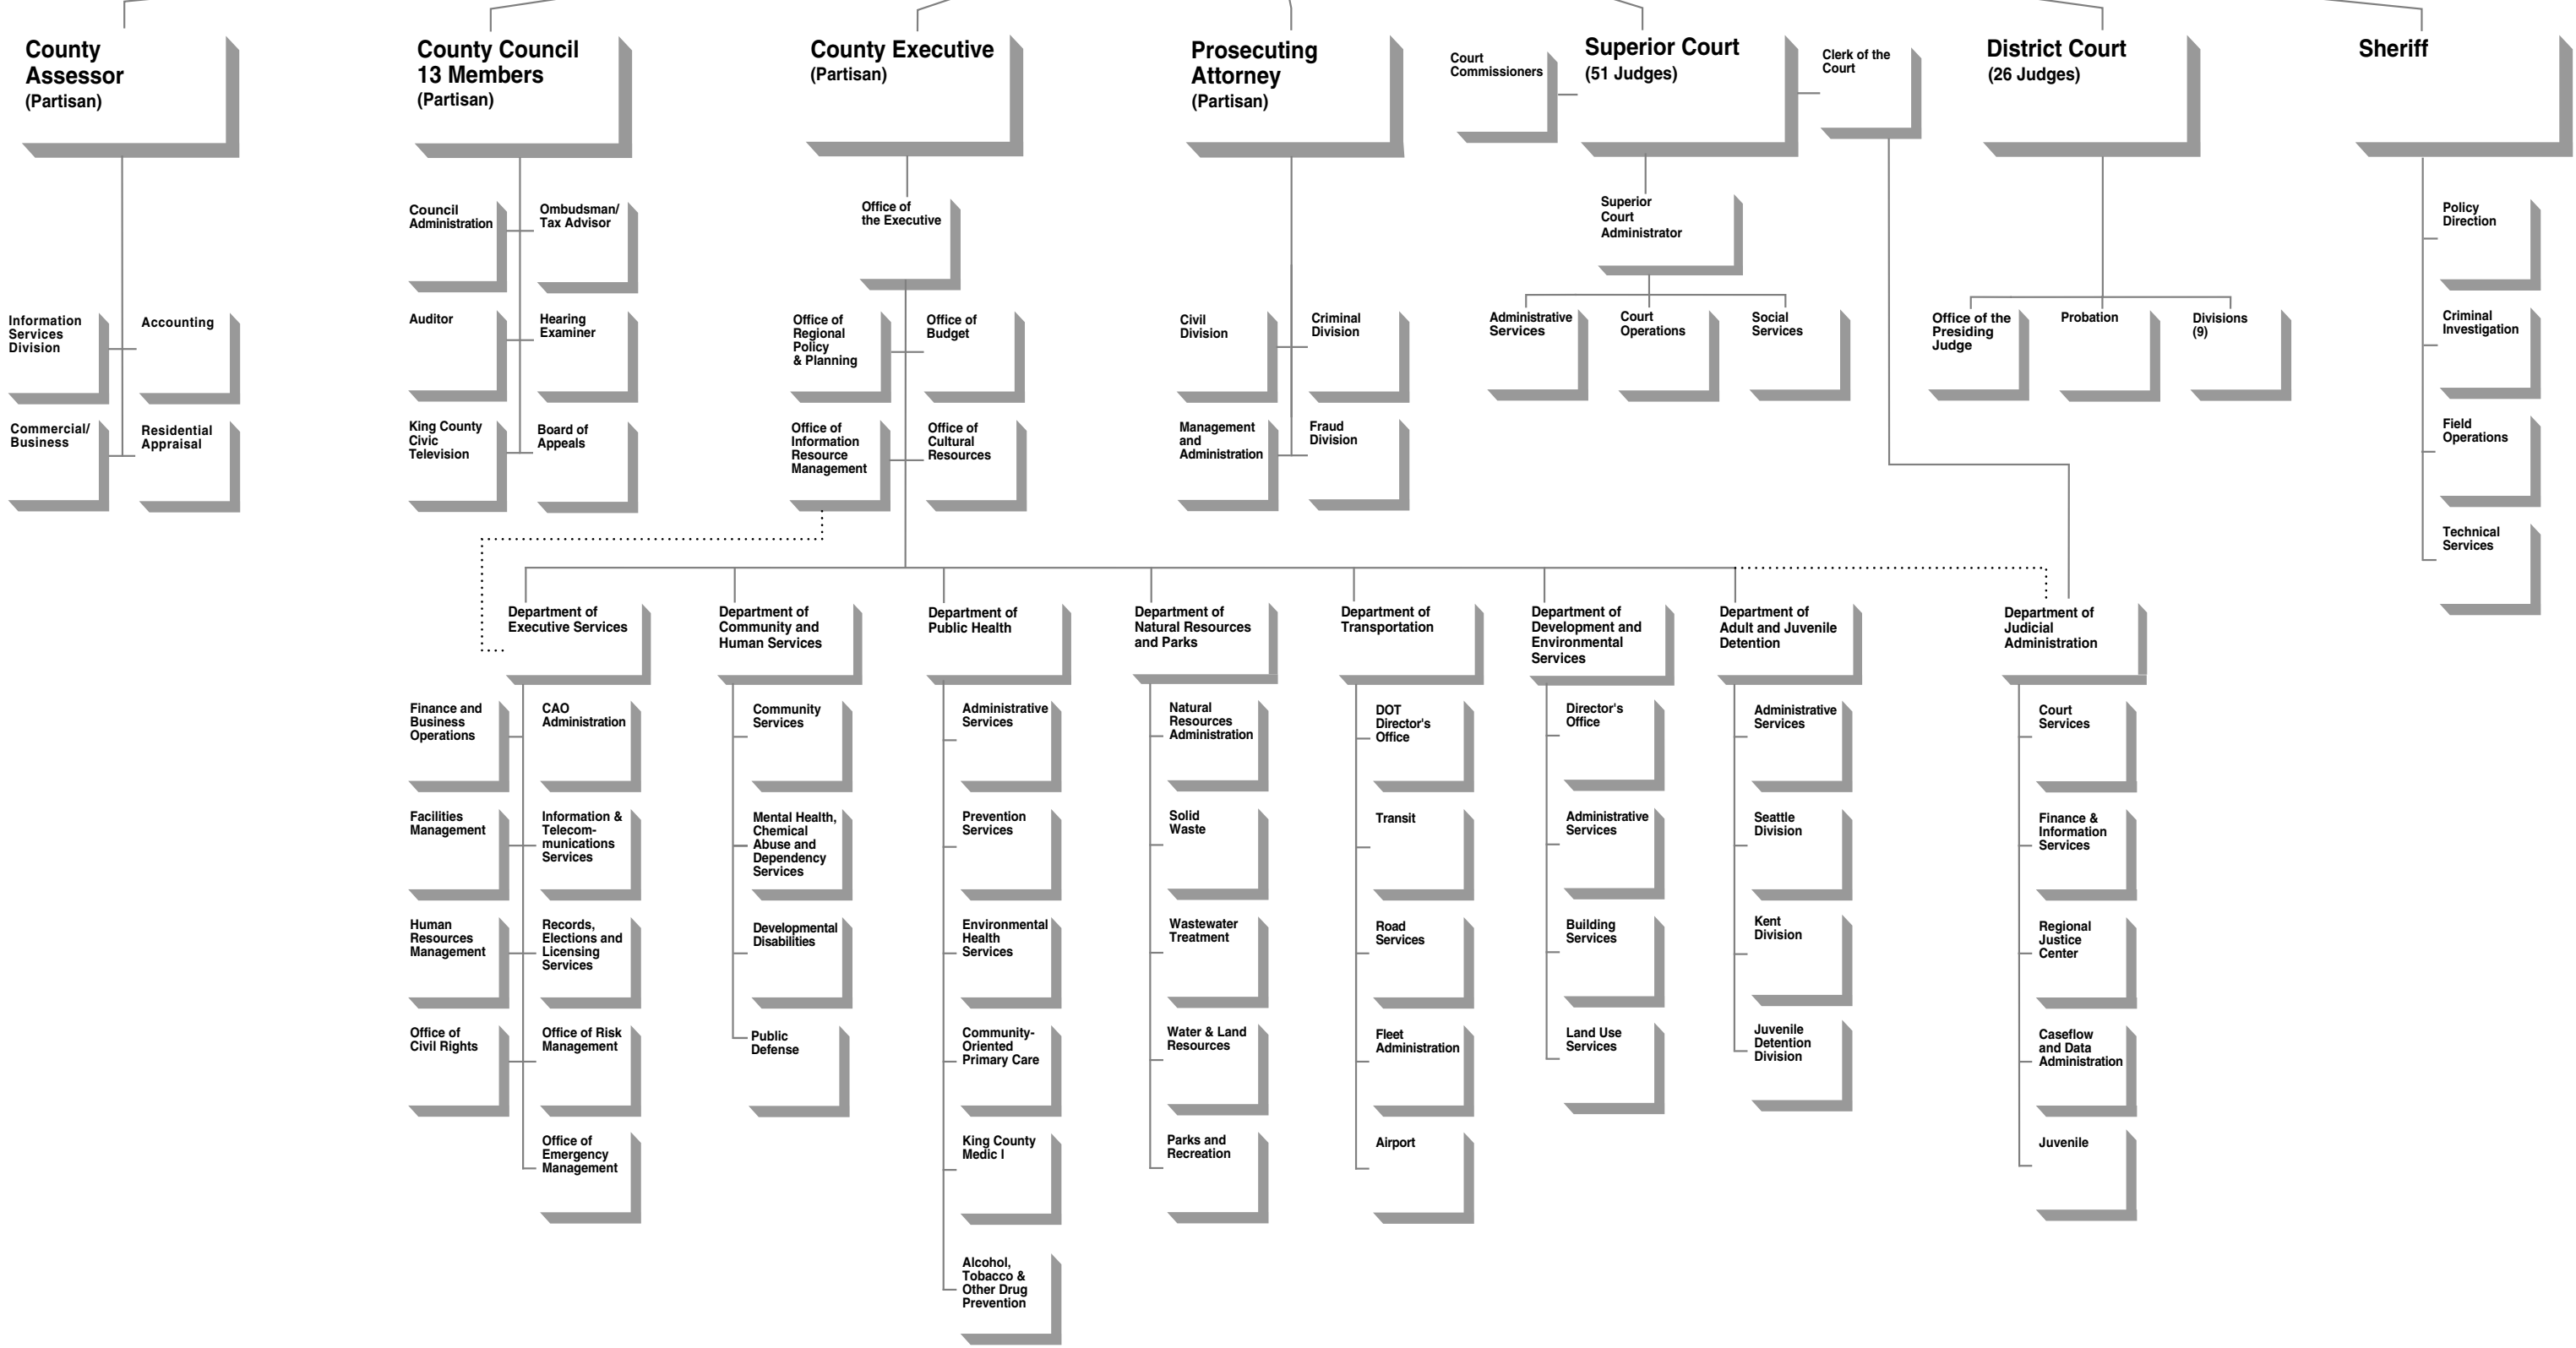 County
Assessor
(Partisan)
County Council
13 Members
(Partisan)
County Executive
(Partisan)
Prosecuting
Attorney
(Partisan)
Court
Commissioners
Superior Court
(51 Judges)
Clerk of the
Court
District Court
(26 Judges)
Sheriff
Information
Services
Division
Accounting
Commercial/
Business
Residential
Appraisal
Council
Administration
Ombudsman/
Tax Advisor
Auditor
Hearing
Examiner
King County
Civic
Television
Board of
Appeals
Office of
the Executive
Office of
Regional
Policy
& Planning
Office of
Budget
Office of
Information
Resource
Management
Office of
Cultural
Resources
Civil
Division
Criminal
Division
Management
and
Administration
Fraud
Division
Superior
Court
Administrator
Administrative
Services
Court
Operations
Social
Services
Office of the
Presiding
Judge
Probation
Divisions
(9)
Policy
Direction
Criminal
Investigation
Field
Operations
Technical
Services
Department of
Executive Services
Finance and
Business
Operations
CAO
Administration
Facilities
Management
Information &
Telecom-
munications
Services
Human
Resources
Management
Records,
Elections and
Licensing
Services
Office of
Civil Rights
Office of Risk
Management
Office of
Emergency
Management
Department of
Community and
Human Services
Community
Services
Mental Health,
Chemical
Abuse and
Dependency
Services
Developmental
Disabilities
Public
Defense
Department of
Public Health
Administrative
Services
Prevention
Services
Environmental
Health
Services
Community-
Oriented
Primary Care
King County
Medic I
Alcohol,
Tobacco &
Other Drug
Prevention
Department of
Natural Resources
and Parks
Natural
Resources
Administration
Solid
Waste
Wastewater
Treatment
Water & Land
Resources
Parks and
Recreation
Department of
Transportation
DOT
Director's
Office
Transit
Road
Services
Fleet
Administration
Airport
Department of
Development and
Environmental
Services
Director's
Office
Administrative
Services
Building
Services
Land Use
Services
Department of
Adult and Juvenile
Detention
Administrative
Services
Seattle
Division
Kent
Division
Juvenile
Detention
Division
Department of
Judicial
Administration
Court
Services
Finance &
Information
Services
Regional
Justice
Center
Caseflow
and Data
Administration
Juvenile